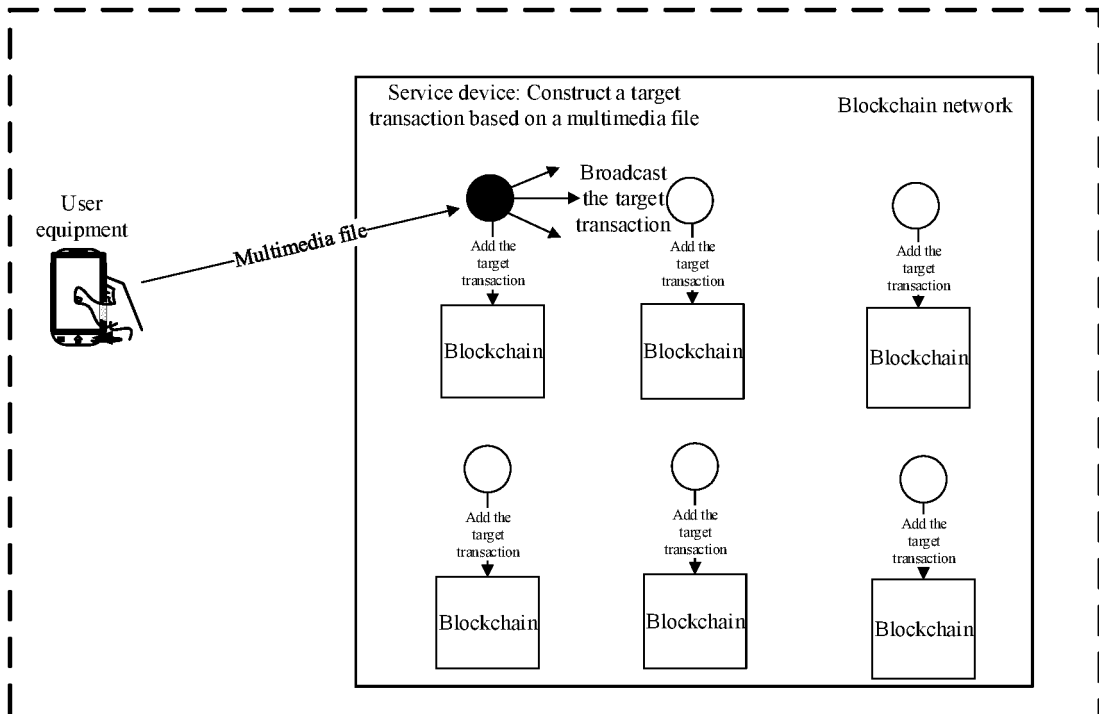 Service device: Construct a target
transaction based on a multimedia file
Blockchain network
User
equipment
Multimedia file
Broadcast
the target
transaction
Add the
target
transaction
Add the
target
transaction
Add the
target
transaction
Blockchain
Blockchain
Blockchain
Add the
target
transaction
Add the
target
transaction
Add the
target
transaction
Blockchain
Blockchain
Blockchain